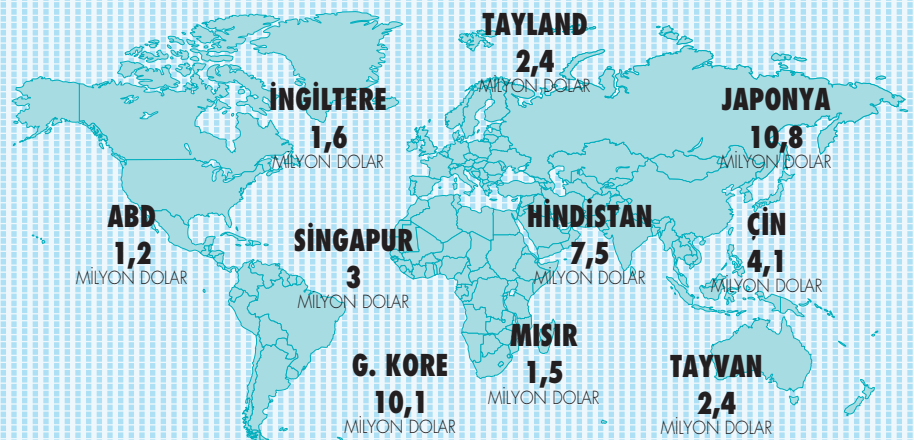 TAYLAND
2,4
MİLYON DOLAR
İNGİLTERE
1,6
MİLYON DOLAR
JAPONYA
10,8
MİLYON DOLAR
ABD
1,2
MİLYON DOLAR
SİNGAPUR
3
MİLYON DOLAR
HİNDİSTAN
7,5
MİLYON DOLAR
ÇİN
4,1
MİLYON DOLAR
G. KORE
10,1
MİLYON DOLAR
MISIR
1,5
MİLYON DOLAR
TAYVAN
2,4
MİLYON DOLAR